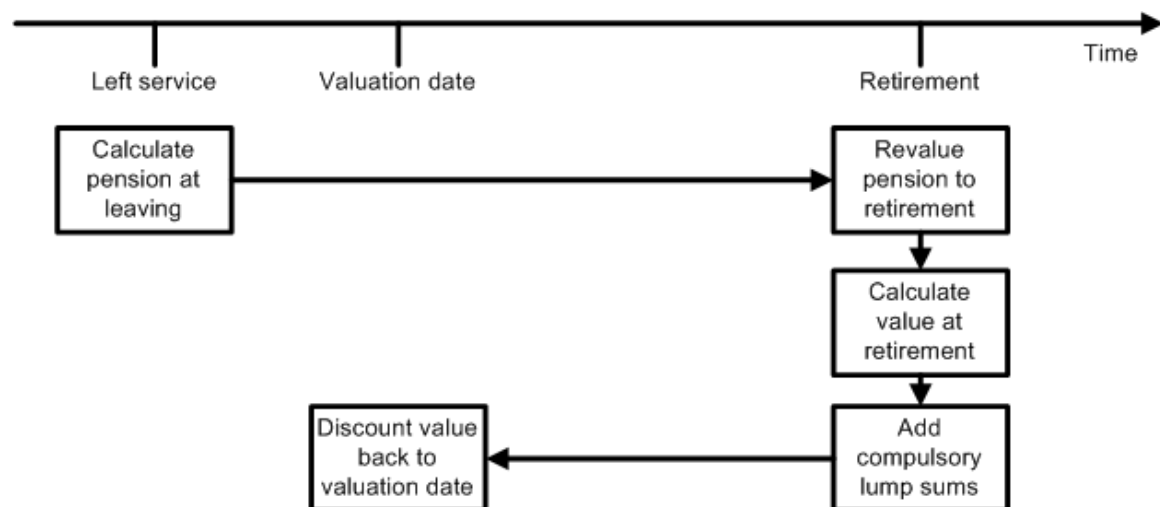 Time
Left service
Valuation date
Retirement
Calculate
pension at
leaving
Revalue
pension to
retirement
Calculate
value at
retirement
Discount value
back to
valuation date
Add
compulsory
lump sums